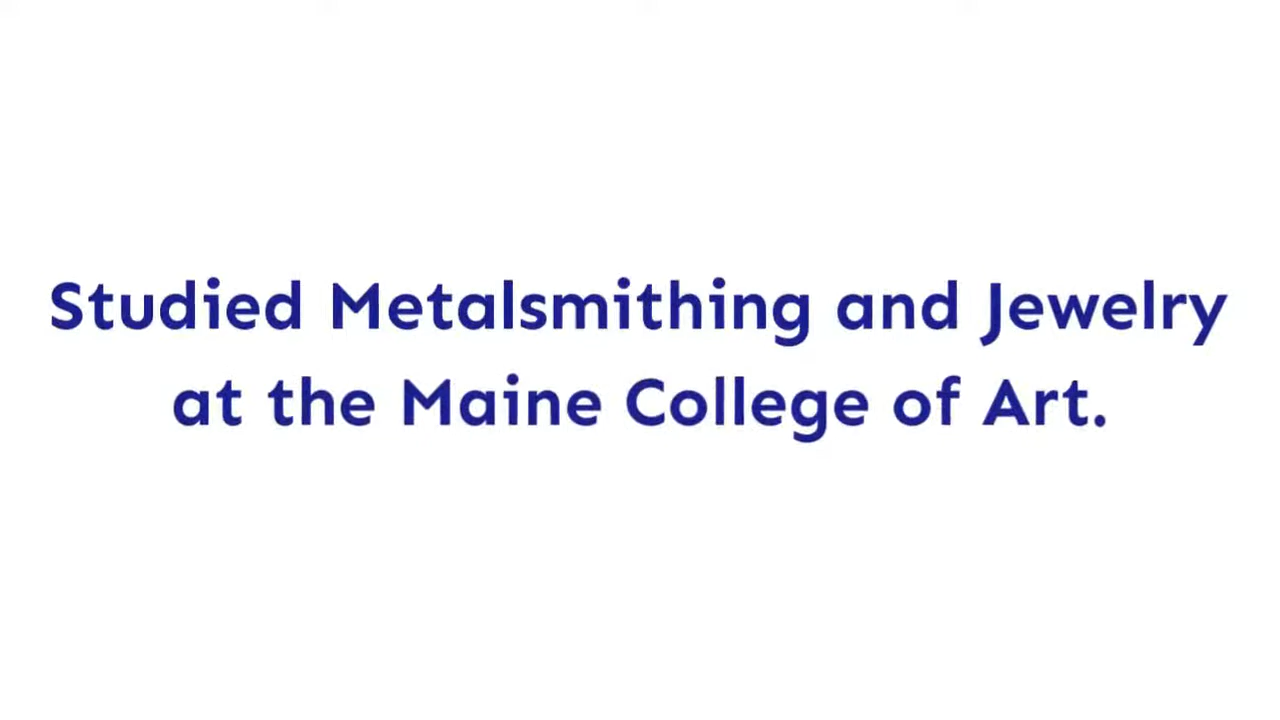 Studied Metalsmithing and Jewelry
at the Maine College of Art.